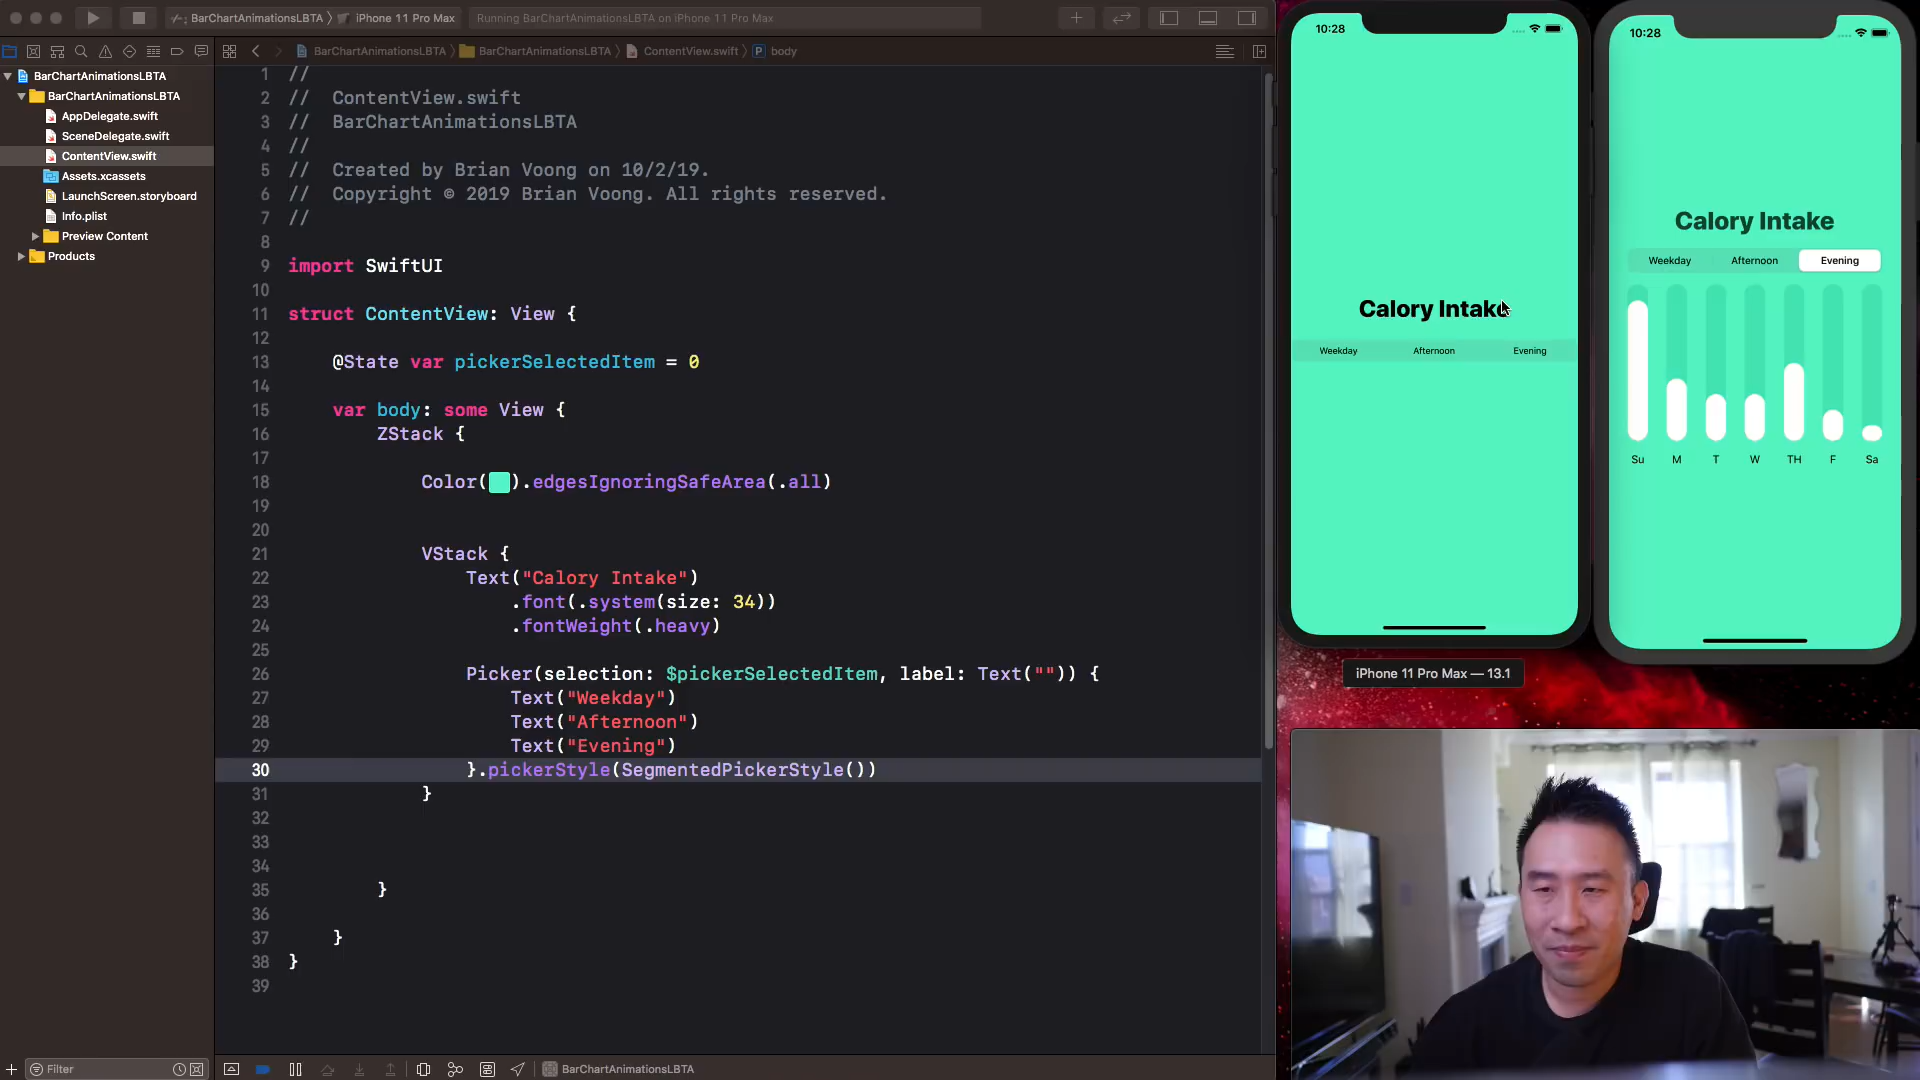 BarChartAnimationsLBTA
iPhone 11 Pro Max
Running BarChartAnimationsLBTA on iPhone 11 Pro Max
BarChartAnimationsLBTA
BarChartAnimationsLBTA
ContentView.swift
P
body
BarChartAnimationsLBTA
BarChartAnimationsLBTA
AppDelegate.swift
SceneDelegate.swift
ContentView.swift
Assets.xcassets
LaunchScreen.storyboard
Info.plist
Preview Content
Products
1 //
2 // ContentView.swift
3 // BarChartAnimationsLBTA
4 //
5 // Created by Brian Voong on 10/2/19.
6 // Copyright © 2019 Brian Voong. All rights reserved.
7 //
8
9 import SwiftUI
10
11 struct ContentView: View {
12
13 @State var pickerSelectedItem = 0
14
15 var body: some View {
16 ZStack {
17
18 Color( ).edgesIgnoringSafeArea(.all)
19
20
21 VStack {
22 Text("Calory Intake")
23 .font(.system(size: 34))
24 .fontWeight(.heavy)
25
26 Picker(selection: $pickerSelectedItem, label: Text("")) {
27 Text("Weekday")
28 Text("Afternoon")
29 Text("Evening")
30 }.pickerStyle(SegmentedPickerStyle())
31 }
32
33
34
35 }
36
37 }
38 }
39
Filter
BarChartAnimationsLBTA
10:28
Calory Intake
Weekday Afternoon Evening
iPhone 11 Pro Max — 13.1
10:28
Calory Intake
Weekday Afternoon Evening
Su M T W TH F Sa